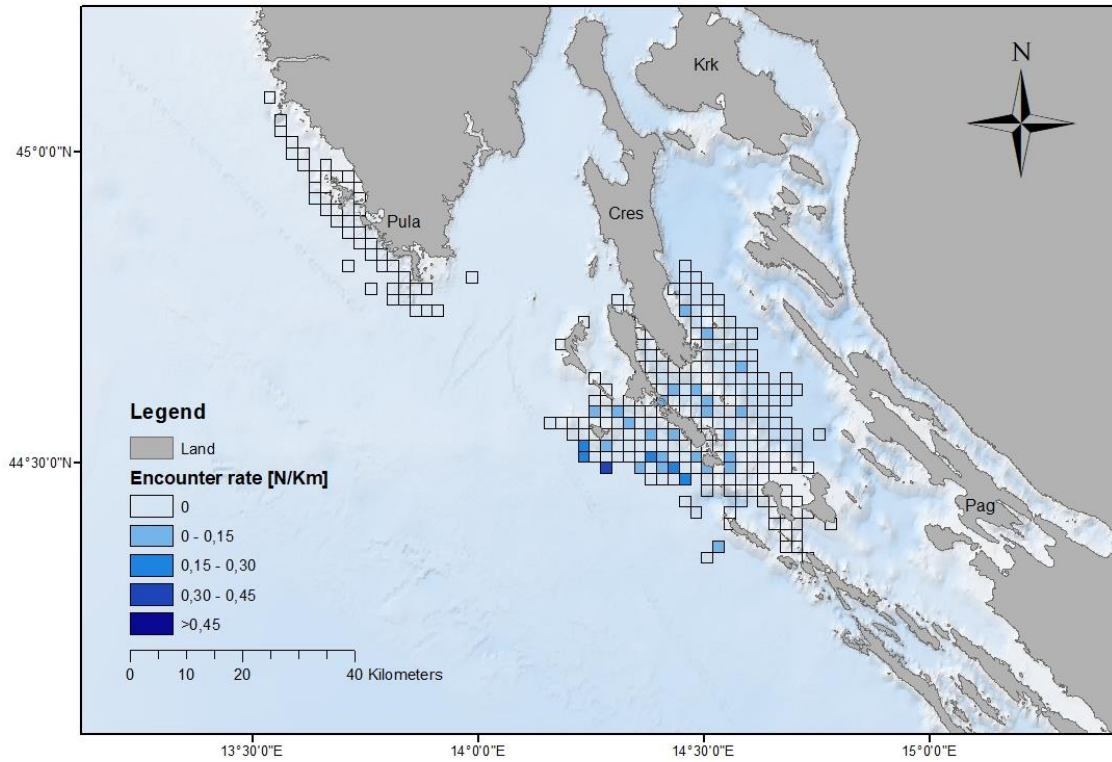 N
Krk
45°0'0"N
Cres
Pula
Legend
Land
44°30'0"N
Encounter rate [N/Km]
0
Pag
0 - 0,15
0,15 - 0,30
0,30 - 0,45
>0,45
0 10 20 40 Kilometers
13°30'0"E 14°0'0"E 14°30'0"E 15°0'0"E